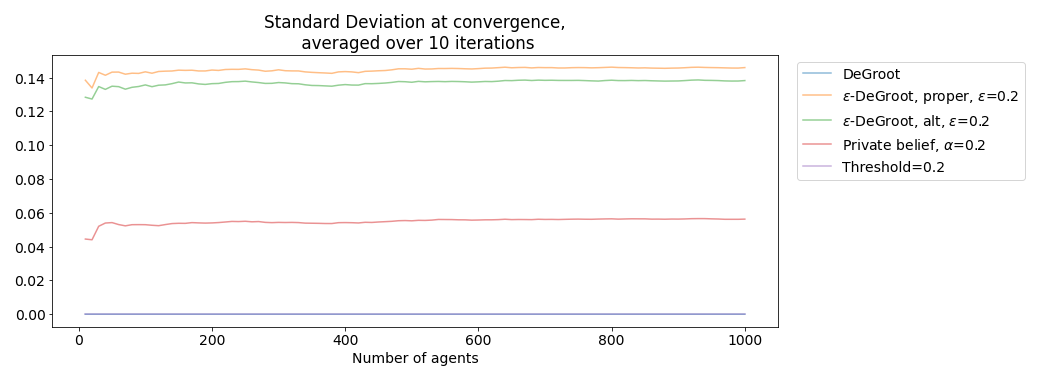 Standard Deviation at convergence,
averaged over 10 iterations
0.14
0.12
0.10
0.08
0.06
0.04
0.02
0.00
0 200 400 600 800 1000
Number of agents
DeGroot
ε-DeGroot, proper, ε=0.2
ε-DeGroot, alt, ε=0.2
Private belief, α=0.2
Threshold=0.2